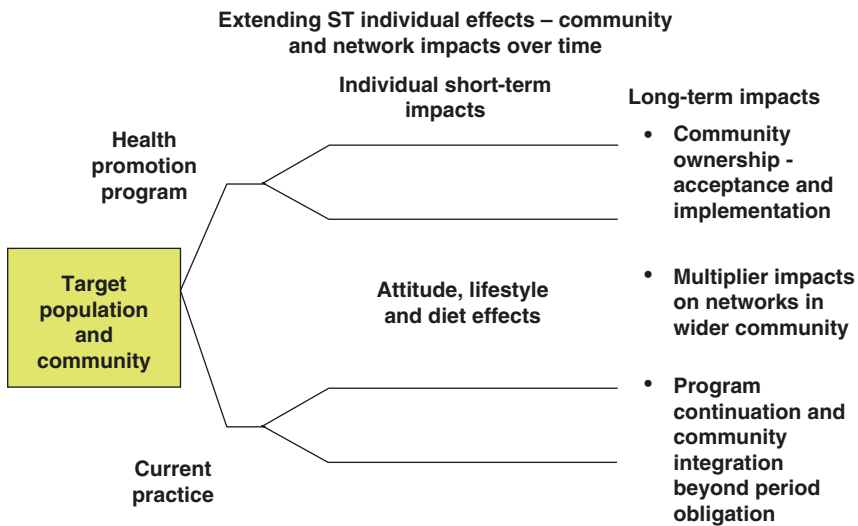 Extending ST individual effects – community
and network impacts over time
Individual short-term
impacts
Long-term impacts
Health
promotion
program
• Community
ownership -
acceptance and
implementation
Target
population
and
community
Attitude, lifestyle
and diet effects
• Multiplier impacts
on networks in
wider community
• Program
continuation and
community
integration
beyond period
obligation
Current
practice